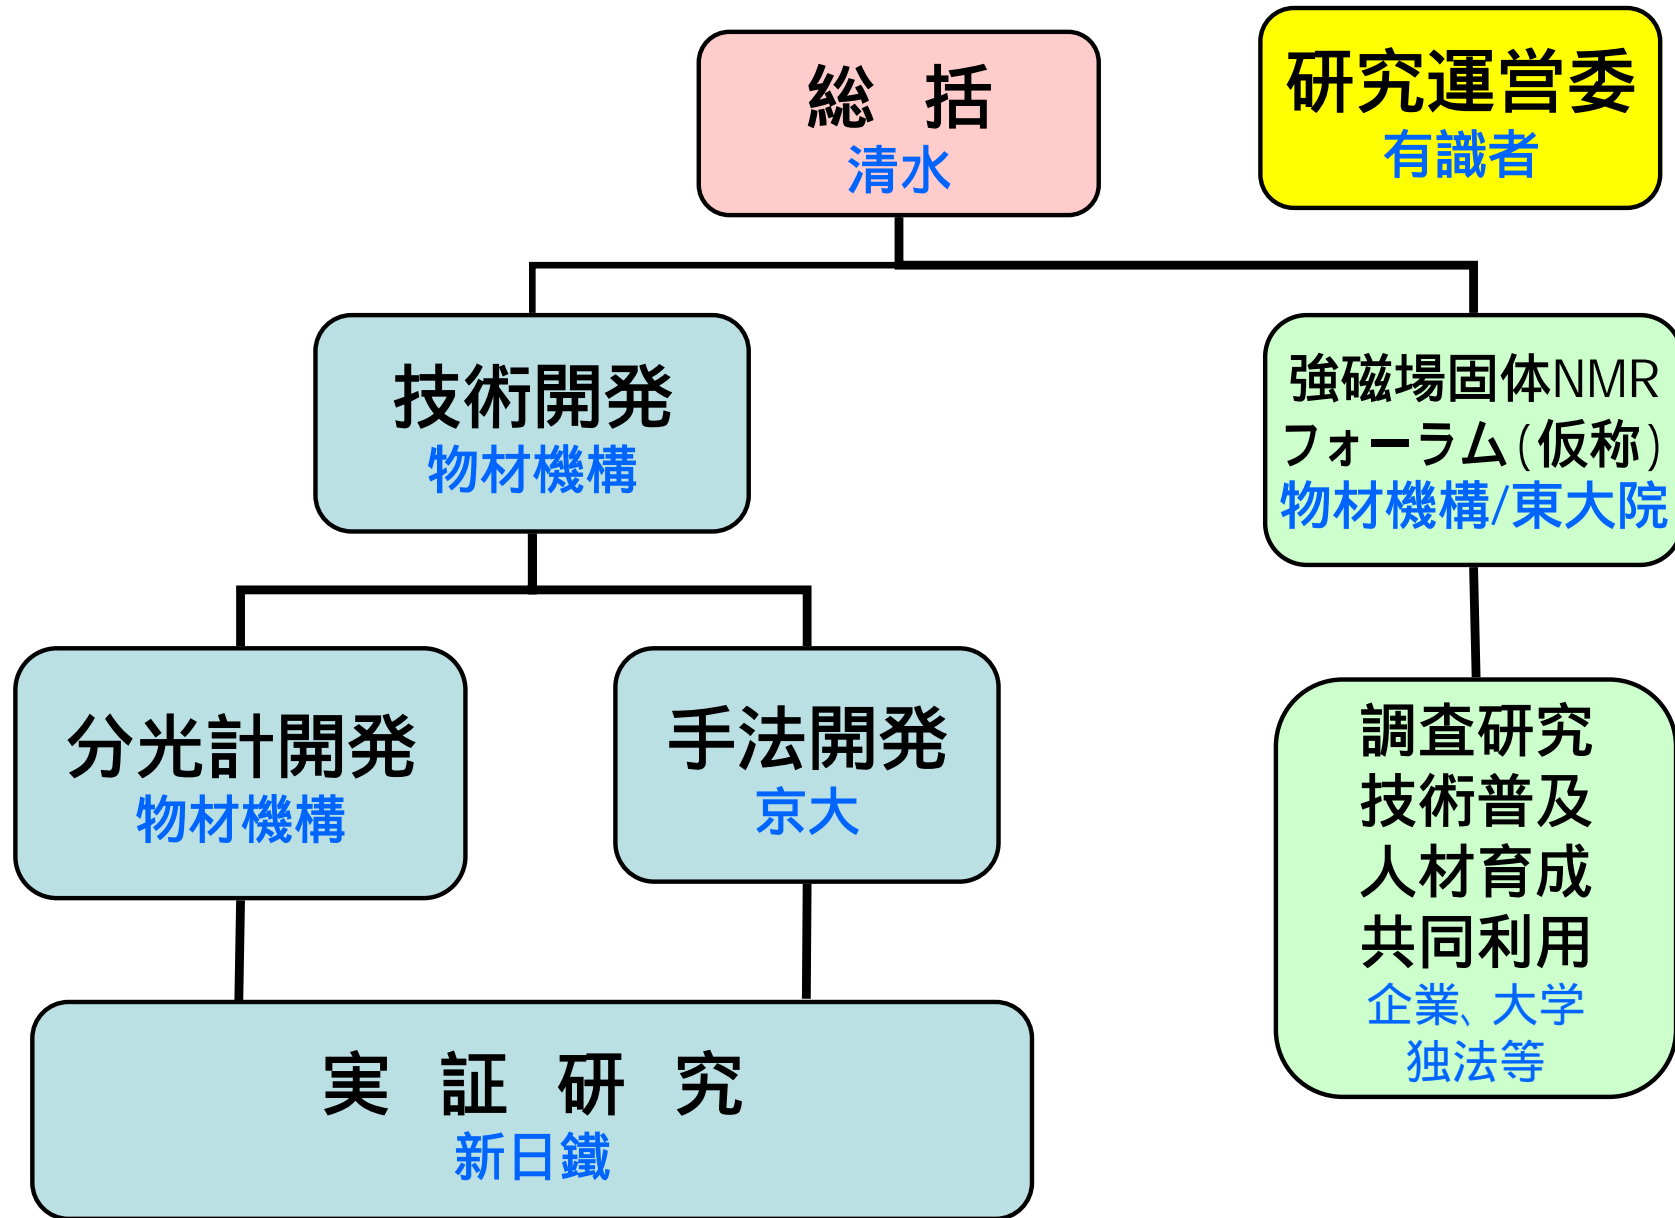 総 括
清水
研究運営委
有識者
技術開発
物材機構
強磁場固体NMR
フォーラム(仮称)
物材機構/東大院
分光計開発
物材機構
手法開発
京大
調査研究
技術普及
人材育成
共同利用
企業、大学
独法等
実 証 研 究
新日鐵